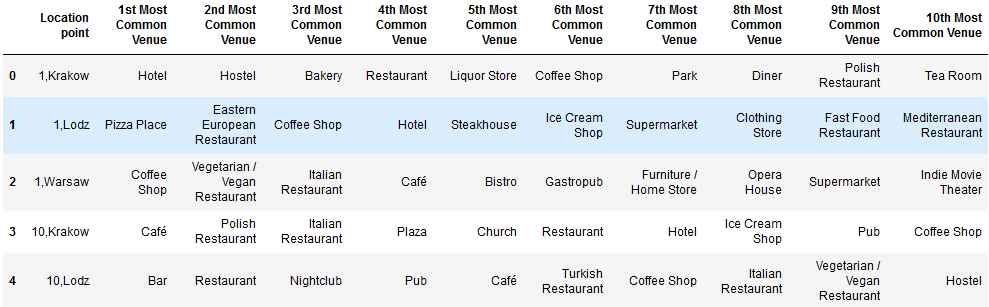 Location point 1st Most Common Venue 2nd Most Common Venue 3rd Most Common Venue 4th Most Common Venue 5th Most Common Venue 6th Most Common Venue 7th Most Common Venue 8th Most Common Venue 9th Most Common Venue 10th Most Common Venue
0 1,Krakow Hotel Hostel Bakery Restaurant Liquor Store Coffee Shop Park Diner Polish Restaurant Tea Room
1 1,Lodz Pizza Place Eastern European Restaurant Coffee Shop Hotel Steakhouse Ice Cream Shop Supermarket Clothing Store Fast Food Restaurant Mediterranean Restaurant
2 1,Warsaw Coffee Shop Vegetarian / Vegan Restaurant Italian Restaurant Café Bistro Gastropub Furniture / Home Store Opera House Supermarket Indie Movie Theater
3 10,Krakow Café Polish Restaurant Italian Restaurant Plaza Church Restaurant Hotel Ice Cream Shop Pub Coffee Shop
4 10,Lodz Bar Restaurant Nightclub Pub Café Turkish Restaurant Coffee Shop Italian Restaurant Vegetarian / Vegan Restaurant Hostel